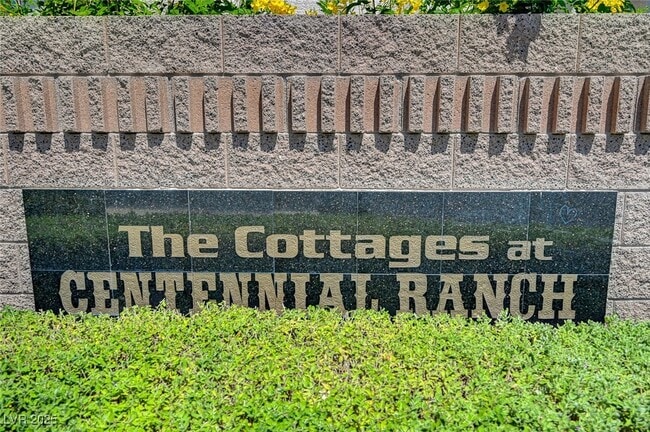 The Cottages at
CENTENNIAL RANCH
LVR 2025